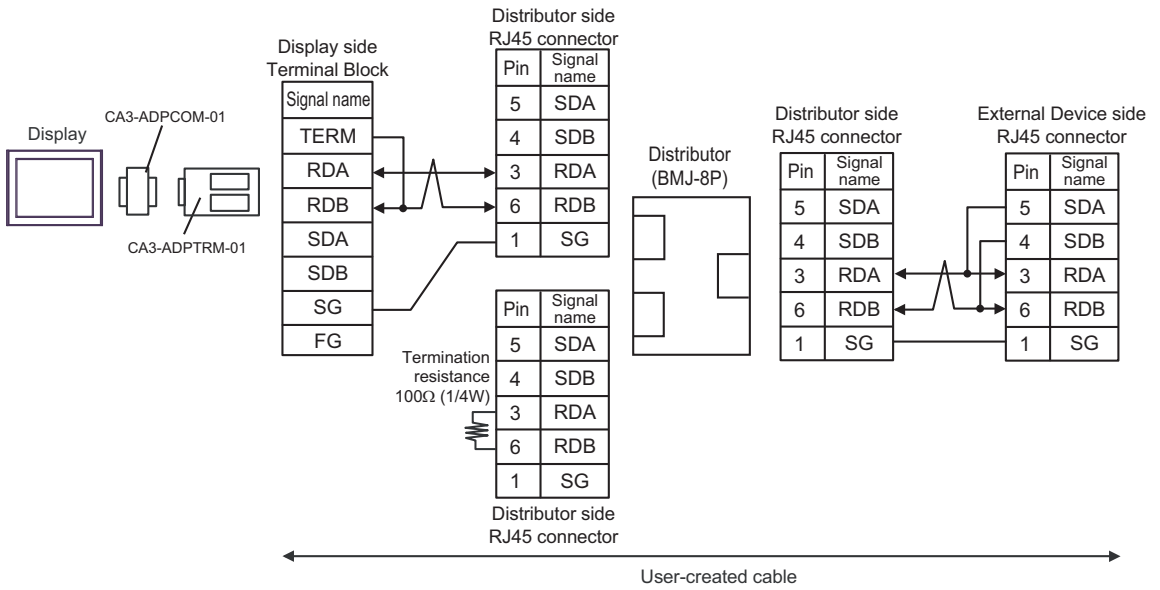 Display
CA3-ADPCOM-01
CA3-ADPTRM-01
Display side
Terminal Block
Signal name
TERM
RDA
RDB
SDA
SDB
SG
FG
Distributor side
RJ45 connector
Pin Signal name
5 SDA
4 SDB
3 RDA
6 RDB
1 SG
Termination
resistance
100Ω (1/4W)
Pin Signal name
5 SDA
4 SDB
3 RDA
6 RDB
1 SG
Distributor side
RJ45 connector
Distributor
(BMJ-8P)
Distributor side
RJ45 connector
Pin Signal name
5 SDA
4 SDB
3 RDA
6 RDB
1 SG
External Device side
RJ45 connector
Pin Signal name
5 SDA
4 SDB
3 RDA
6 RDB
1 SG
User-created cable